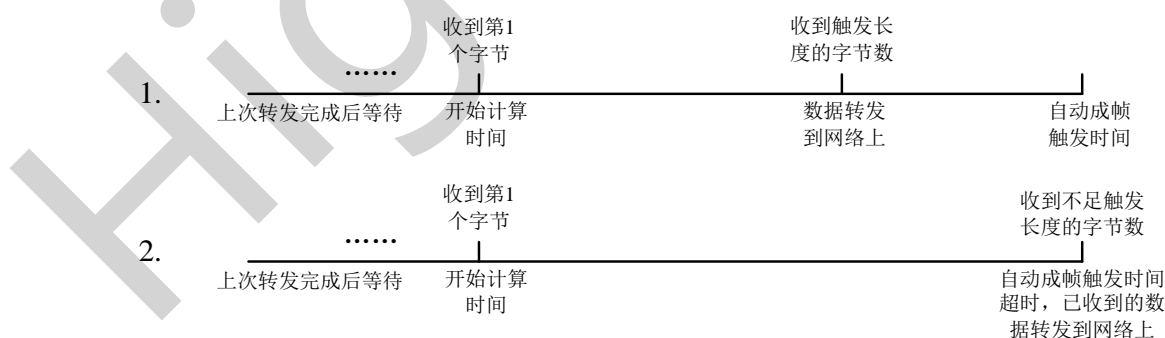 收到第1
个字节
收到触发长
度的字节数
……
1.
上次转发完成后等待
开始计算
时间
数据转发
到网络上
自动成帧
触发时间
收到第1
个字节
收到不足触发
长度的字节数
……
2.
上次转发完成后等待
开始计算
时间
自动成帧触发时间
超时，已收到的数
据转发到网络上
Hig